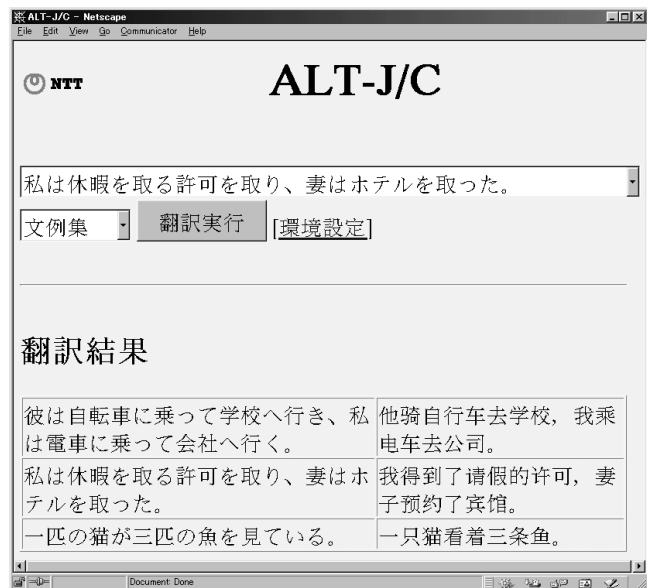 ALT-J/C - Netscape
File Edit View Go Communicator Help
NTT
ALT-J/C
私は休暇を取る許可を取り、妻はホテルを取った。
文例集 翻訳実行 [環境設定]
翻訳結果
彼は自転車に乗って学校へ行き、私
は電車に乗って会社へ行く。
他骑自行车去学校, 我乘
电车去公司。
私は休暇を取る許可を取り、妻はホ
テルを取った。
我得到了请假的许可, 妻
子预约了宾馆。
一匹の猫が三匹の魚を見ている。
一只猫看着三条鱼。
Document: Done